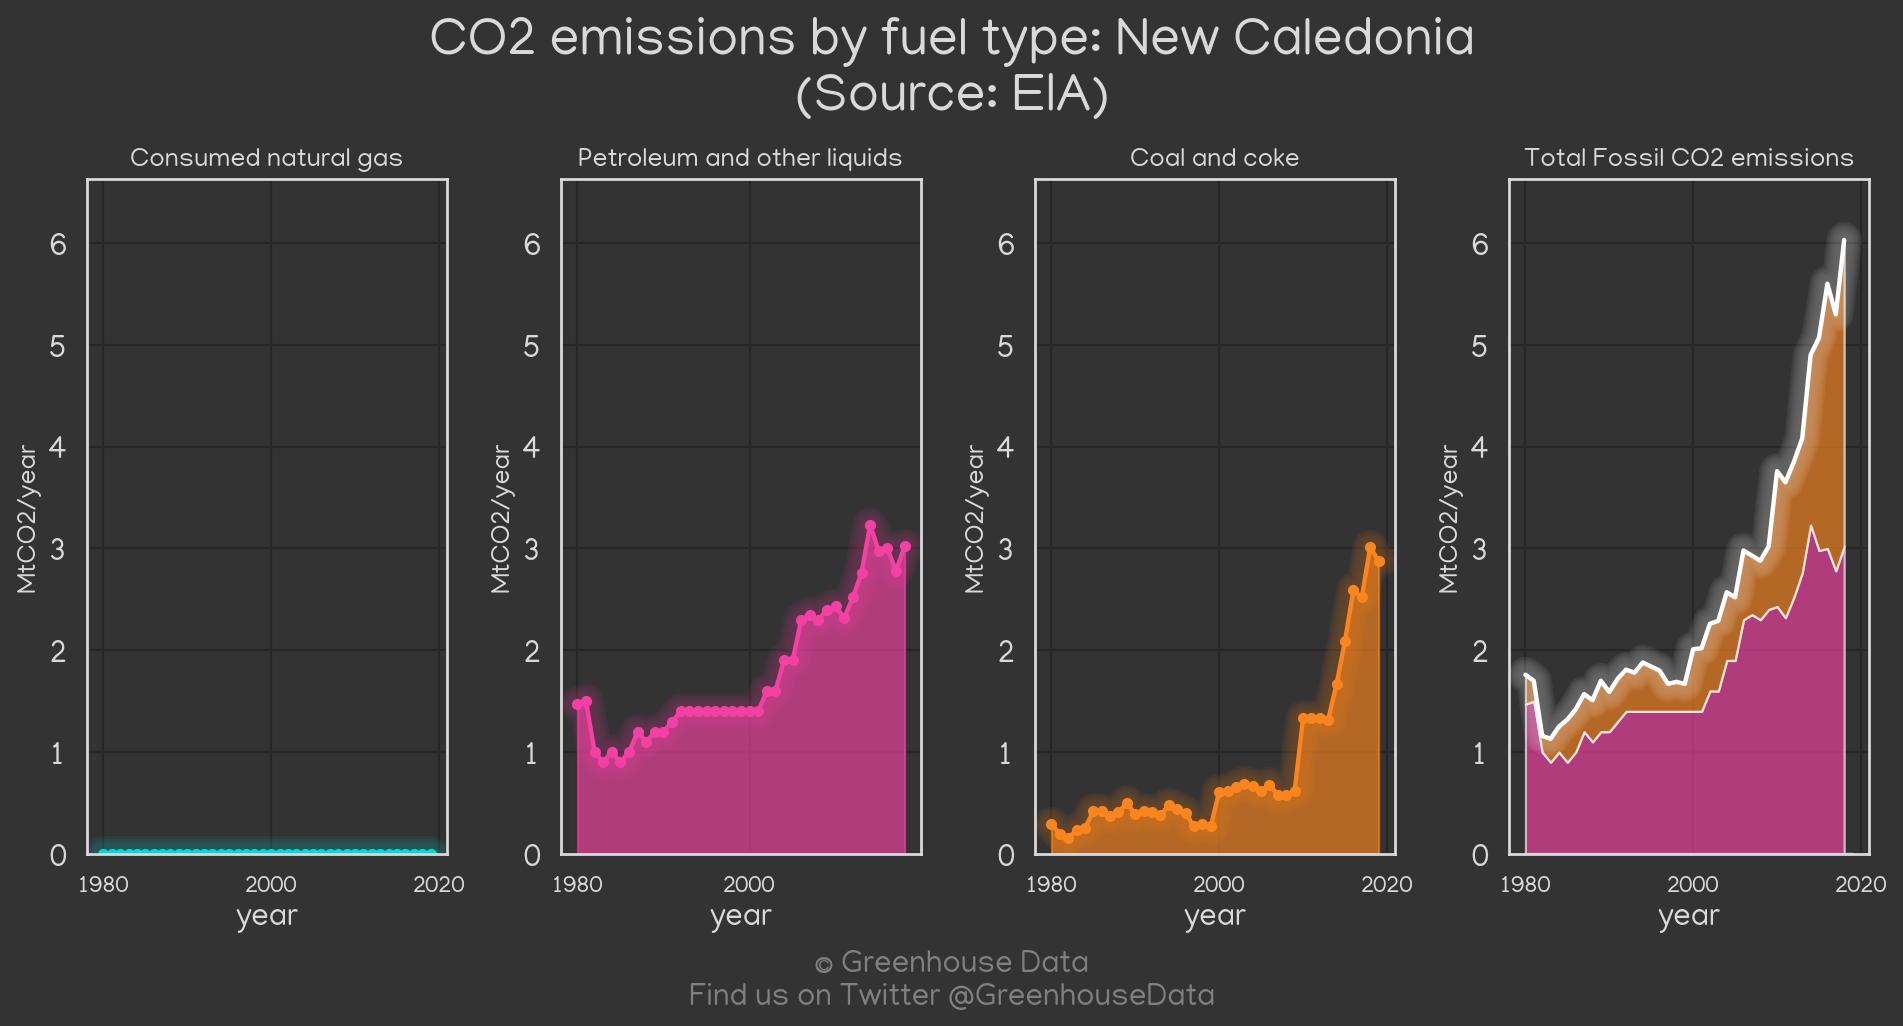 CO2 emissions by fuel type: New Caledonia
(Source: EIA)
Consumed natural gas
Petroleum and other liquids
Coal and coke
Total Fossil CO2 emissions
MtCO2/year
6
5
4
3
2
1
0
1980 2000 2020
year
MtCO2/year
6
5
4
3
2
1
0
1980 2000
year
MtCO2/year
6
5
4
3
2
1
0
1980 2000 2020
year
MtCO2/year
6
5
4
3
2
1
0
1980 2000 2020
year
© Greenhouse Data
Find us on Twitter @GreenhouseData